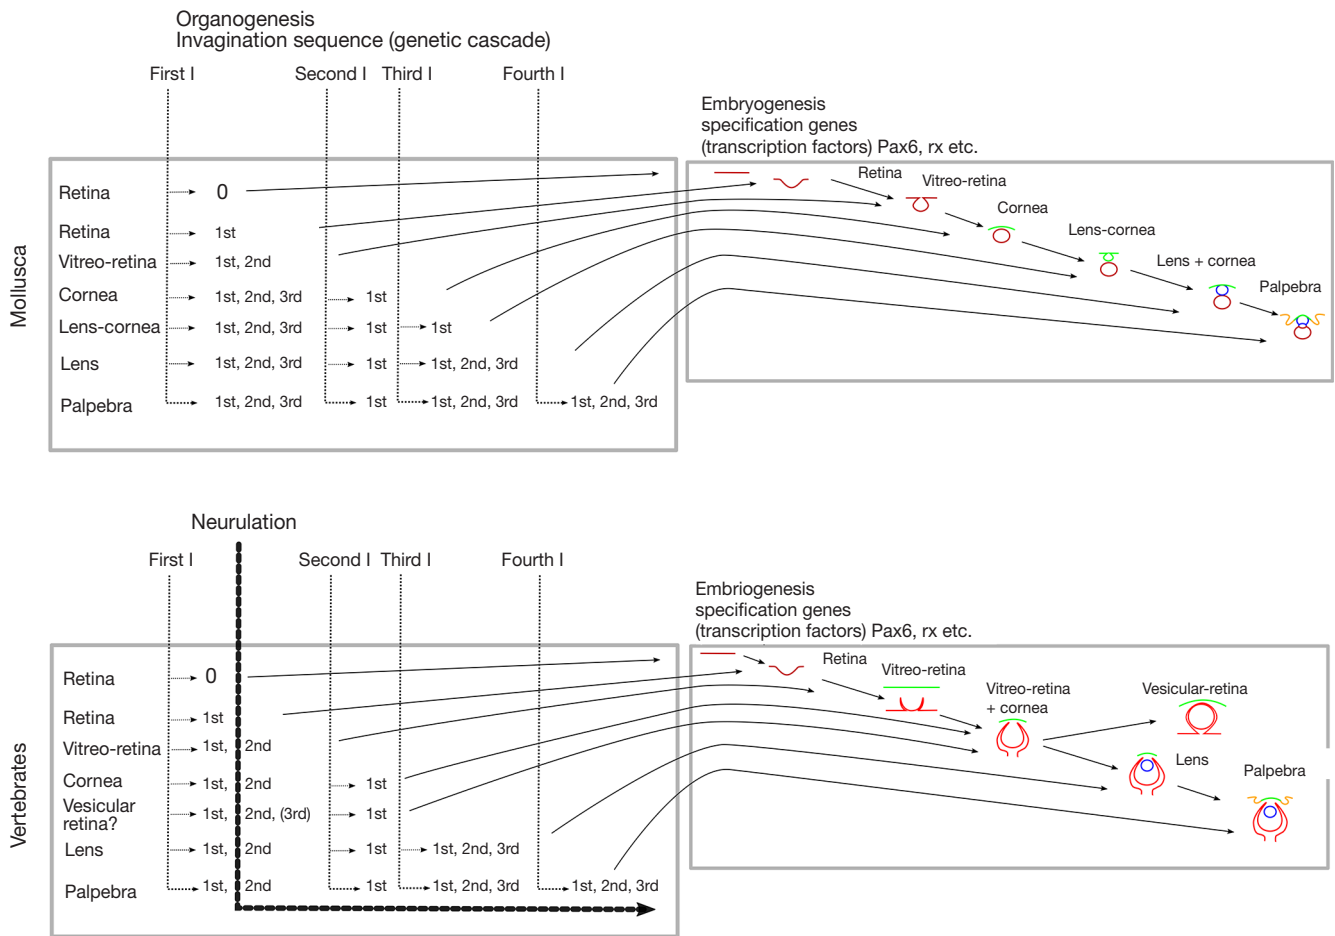 Organogenesis
Invagination sequence (genetic cascade)
First I Second I Third I Fourth I
Embryogenesis
specification genes
(transcription factors) Pax6, rx etc.
Mollusca
Retina 0
Retina 1st
Vitreo-retina 1st, 2nd
Cornea 1st, 2nd, 3rd 1st
Lens-cornea 1st, 2nd, 3rd 1st 1st
Lens 1st, 2nd, 3rd 1st 1st, 2nd, 3rd
Palpebra 1st, 2nd, 3rd 1st 1st, 2nd, 3rd 1st, 2nd, 3rd
Retina
Vitreo-retina
Cornea
Lens-cornea
Lens + cornea
Palpebra
Neurulation
First I Second I Third I Fourth I
Embriogenesis
specification genes
(transcription factors) Pax6, rx etc.
Vertebrates
Retina 0
Retina 1st
Vitreo-retina 1st, 2nd
Cornea 1st, 2nd 1st
Vesicular
retina? 1st, 2nd, (3rd) 1st
Lens 1st, 2nd 1st 1st, 2nd, 3rd
Palpebra 1st, 2nd 1st 1st, 2nd, 3rd 1st, 2nd, 3rd
Retina
Vitreo-retina
Vitreo-retina
+ cornea
Vesicular-retina
Lens
Palpebra